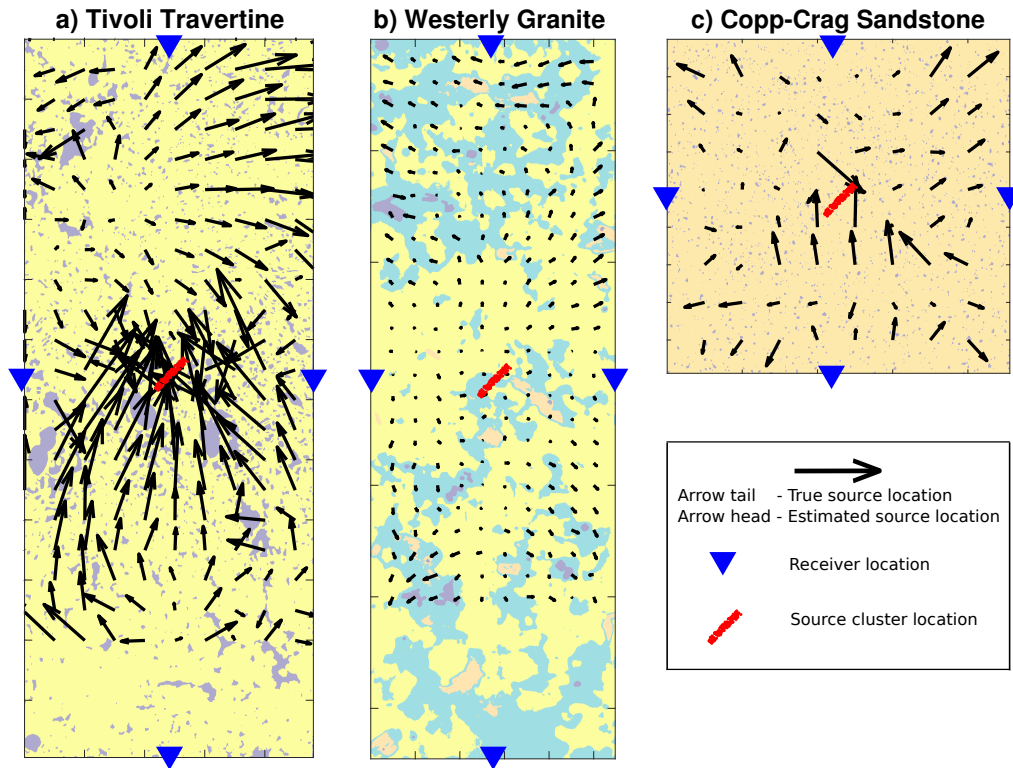 a) Tivoli Travertine
b) Westerly Granite
c) Copp-Crag Sandstone
Arrow tail - True source location
Arrow head - Estimated source location
Receiver location
Source cluster location